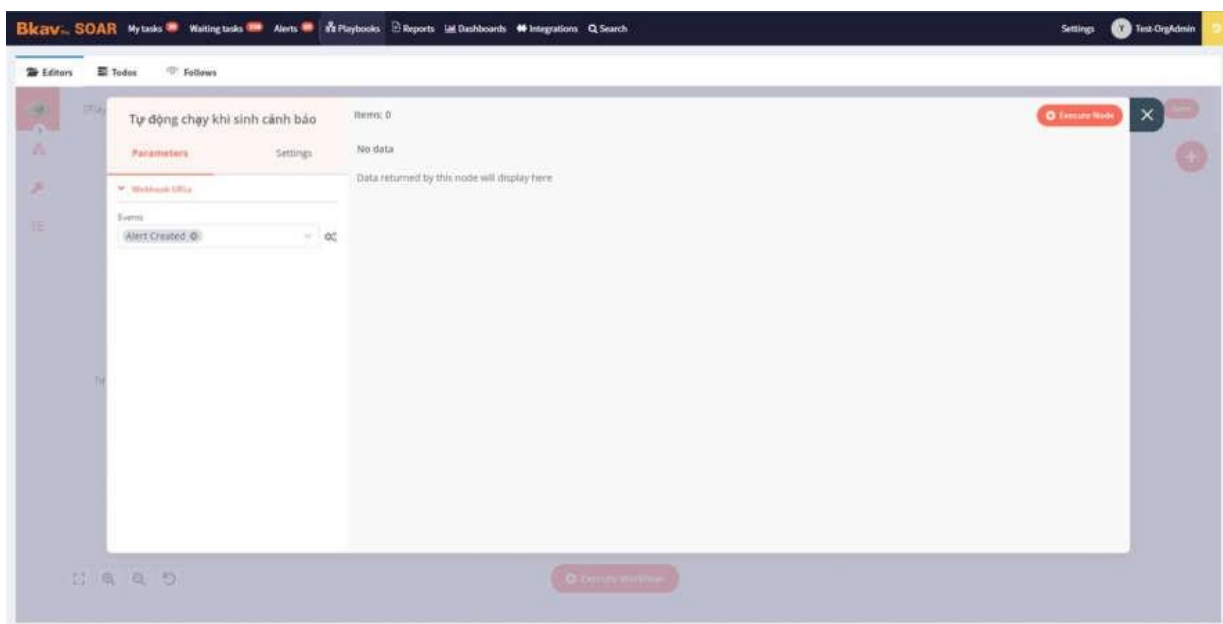 Bkav SOAR My tasks Waiting tasks Alerts Playbooks Reports Dashboards Integrations Search Settings T Test-OrgAdmin
Editors Todos Follows
Tự động chạy khi sinh cảnh báo
Items: 0
Execute Node
Parameters Settings
No data
Data returned by this node will display here
Webhook URLs
Events
Alert Created
Execute Workflow